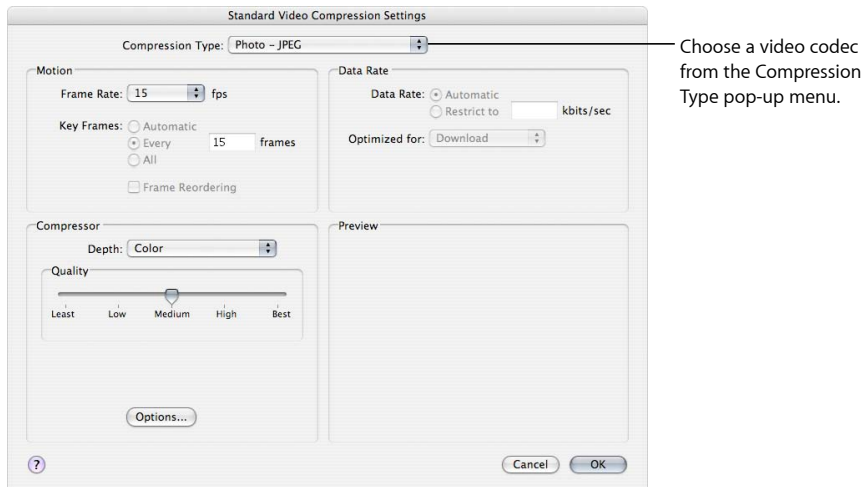 Standard Video Compression Settings
Compression Type: Photo – JPEG
Choose a video codec
from the Compression
Type pop-up menu.
Motion
Frame Rate: 15 fps
Key Frames: Automatic
Every 15 frames
All
Frame Reordering
Data Rate
Data Rate: Automatic
Restrict to kbits/sec
Optimized for: Download
Compressor
Depth: Color
Quality
Least Low Medium High Best
Options...
Preview
?
Cancel OK